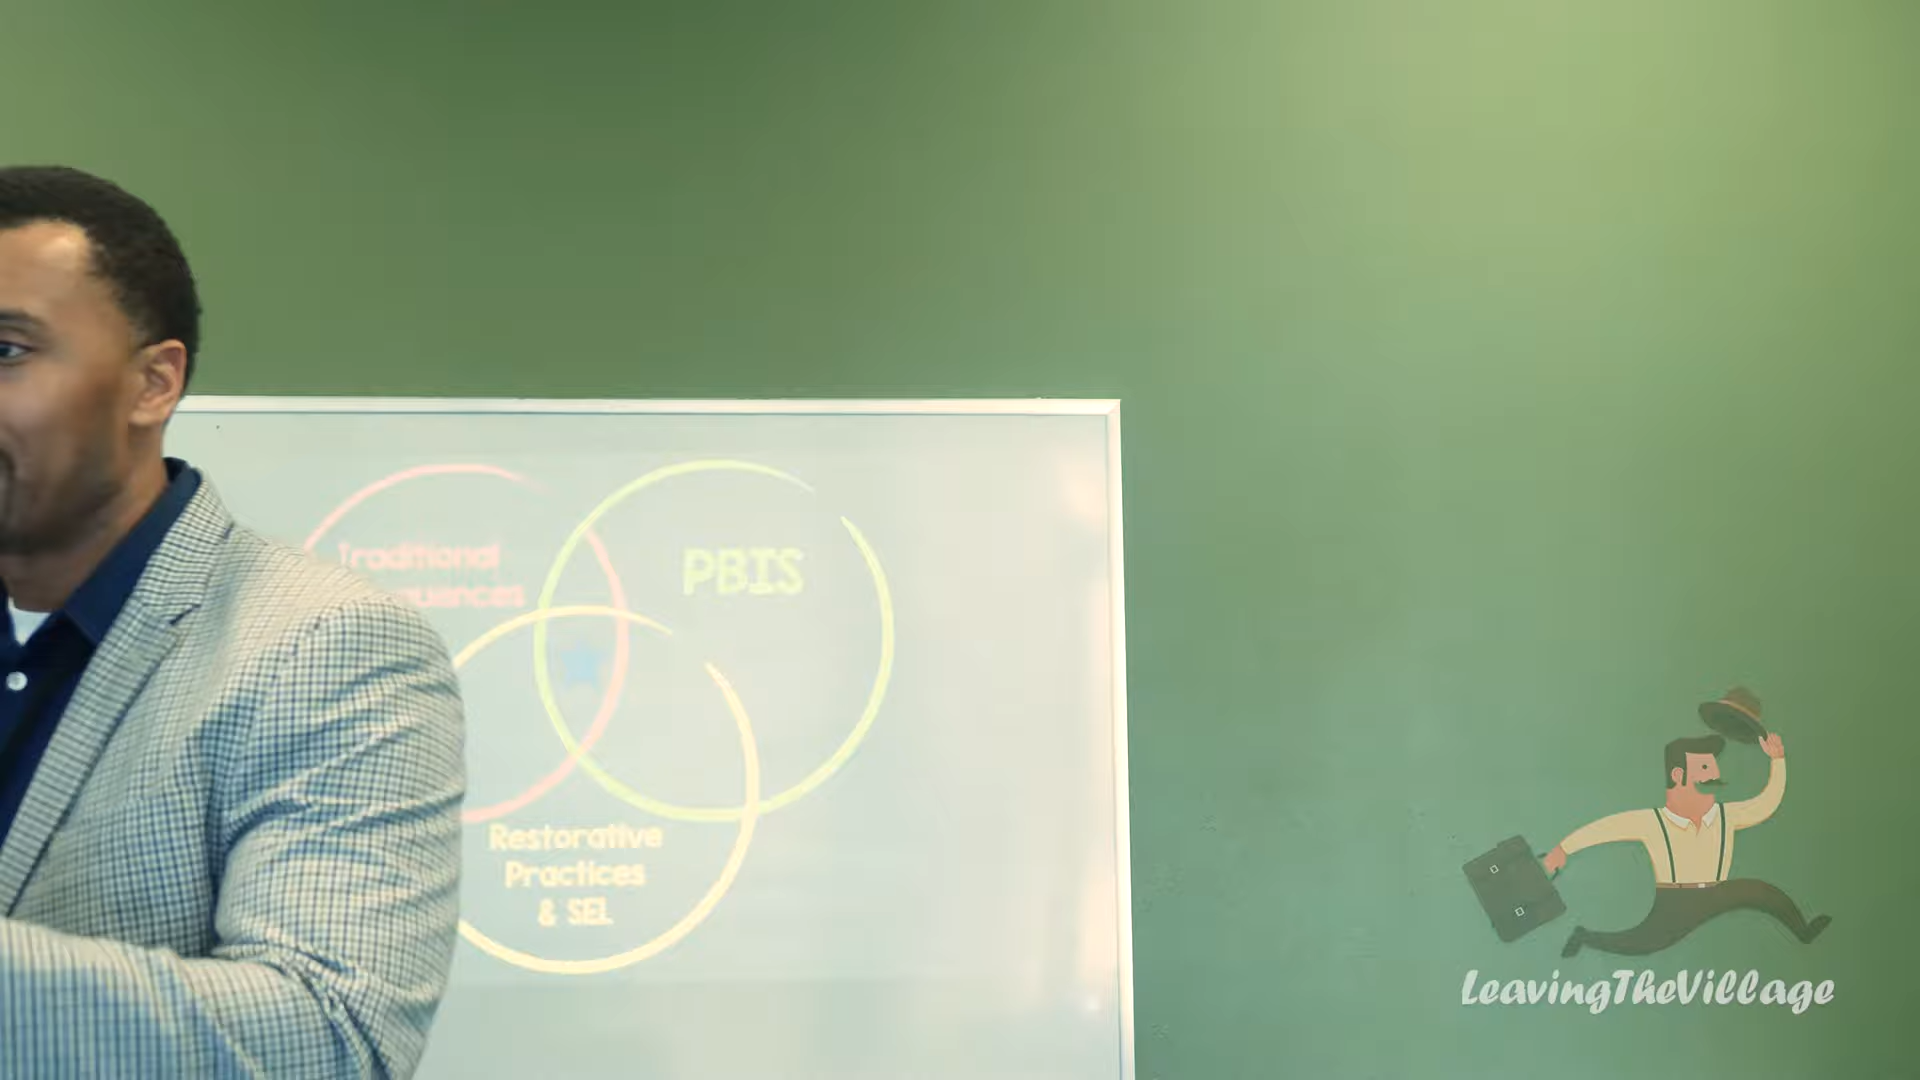 Traditional
PBIS
Restorative
Practices
& SEL
LeavingTheVillage